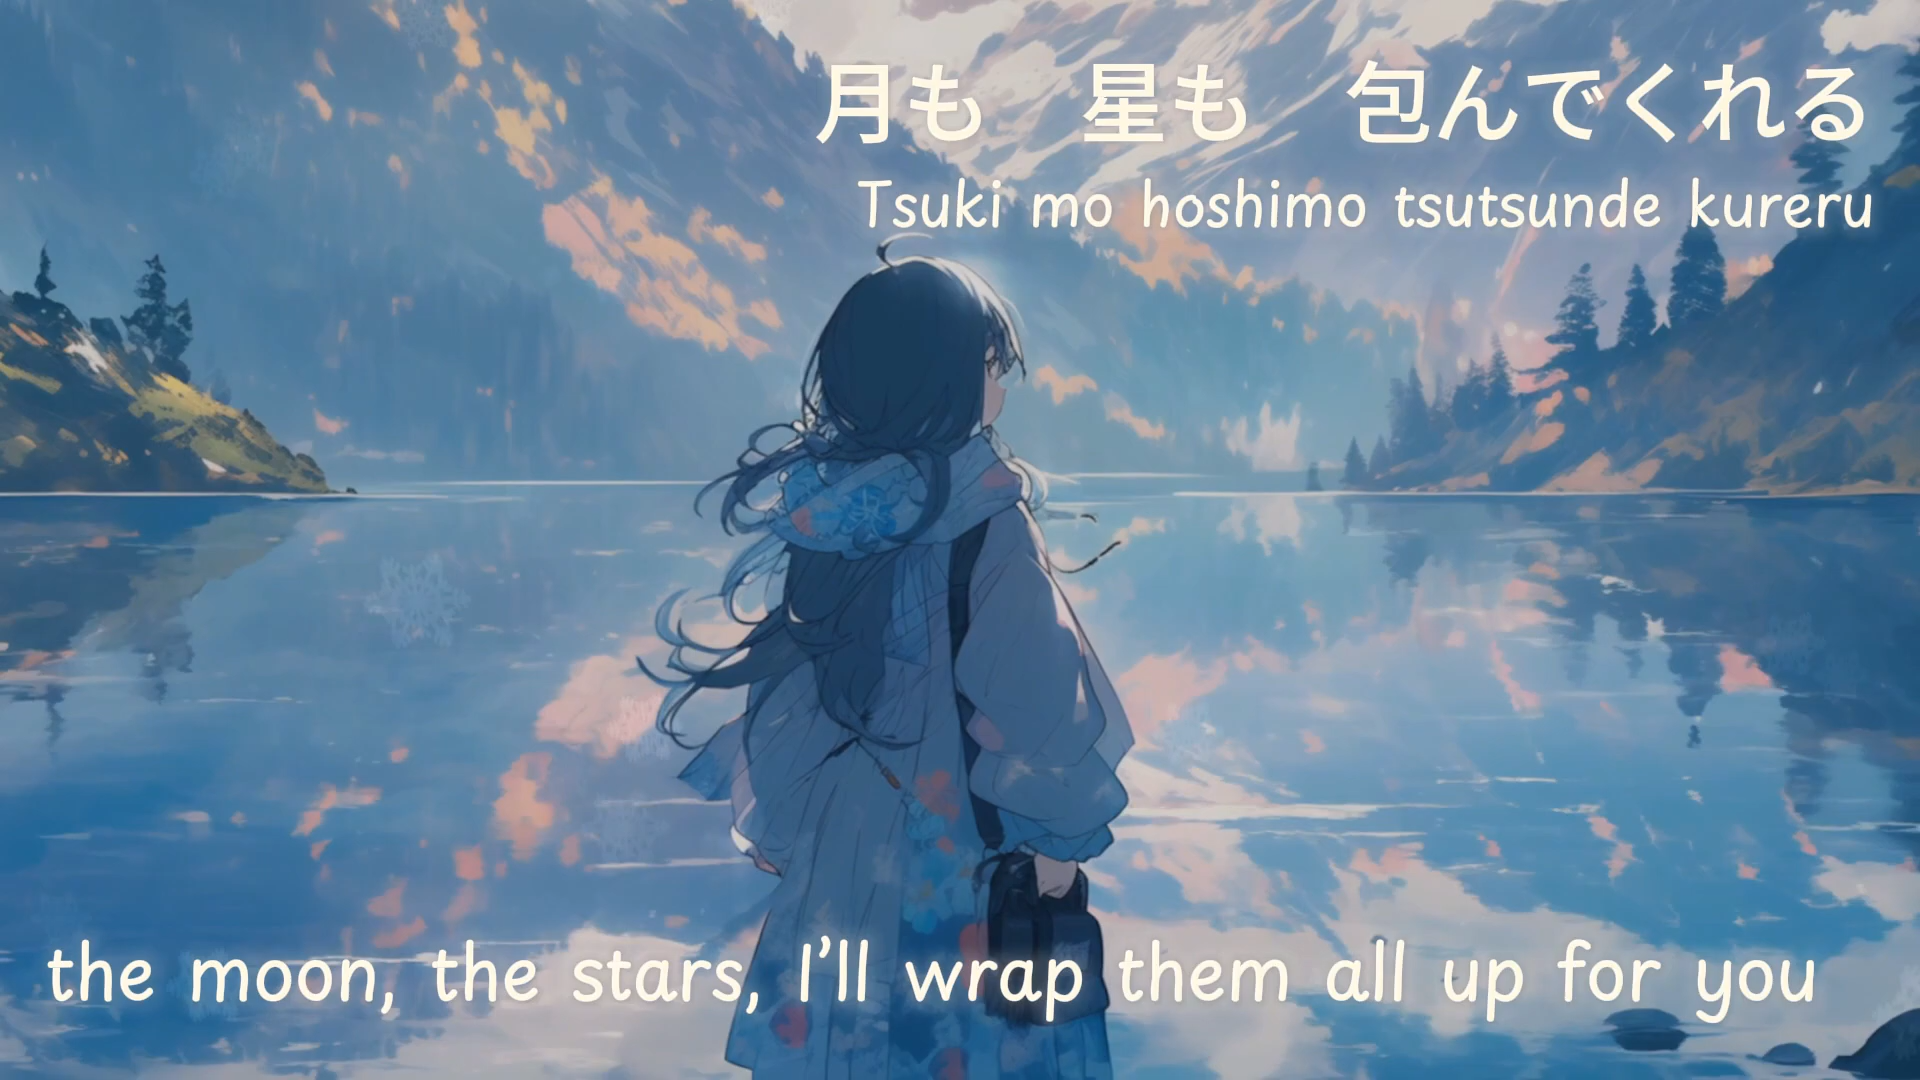 月も　星も　包んでくれる
Tsuki mo hoshimo tsutsunde kureru
the moon, the stars, I’ll wrap them all up for you